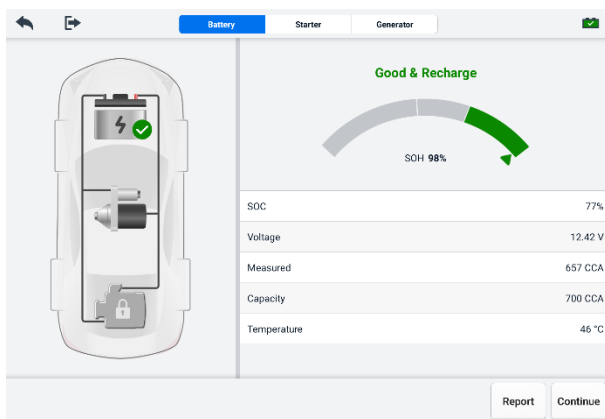 Battery Starter Generator
Good & Recharge
SOH 98%
SOC 77%
Voltage 12.42 V
Measured 657 CCA
Capacity 700 CCA
Temperature 46 °C
Report Continue